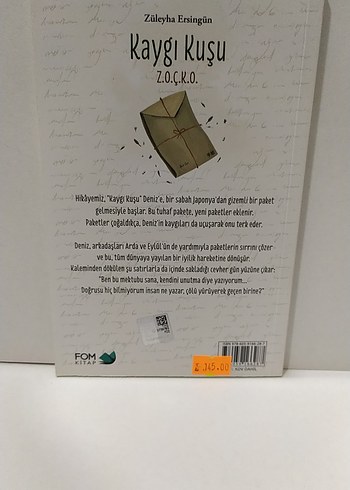 Züleyha Ersingün
Kaygı Kuşu
Z.O.Ç.K.O.
Hikâyemiz, "Kaygı Kuşu" Deniz'e, bir sabah Japonya'dan gizemli bir paket
gelmesiyle başlar. Bu tuhaf pakete, yeni paketler eklenir.
Paketler çoğaldıkça, Deniz'in kaygıları da uçuşarak onu terk eder.
Deniz, arkadaşları Arda ve Eylül'ün de yardımıyla paketlerin sırrını çözer
ve bu, tüm dünyaya yayılan bir iyilik hareketine dönüşür.
Kaleminden dökülen şu satırlarla da içinde sakladığı cevher gün yüzüne çıkar:
"Ben bu mektubu sana, kendini unutma diye yazıyorum...
Doğrusu hiç bilmiyorum insan ne yazar, çölü yürüyerek geçen birine?"
FOM
KİTAP
145.00